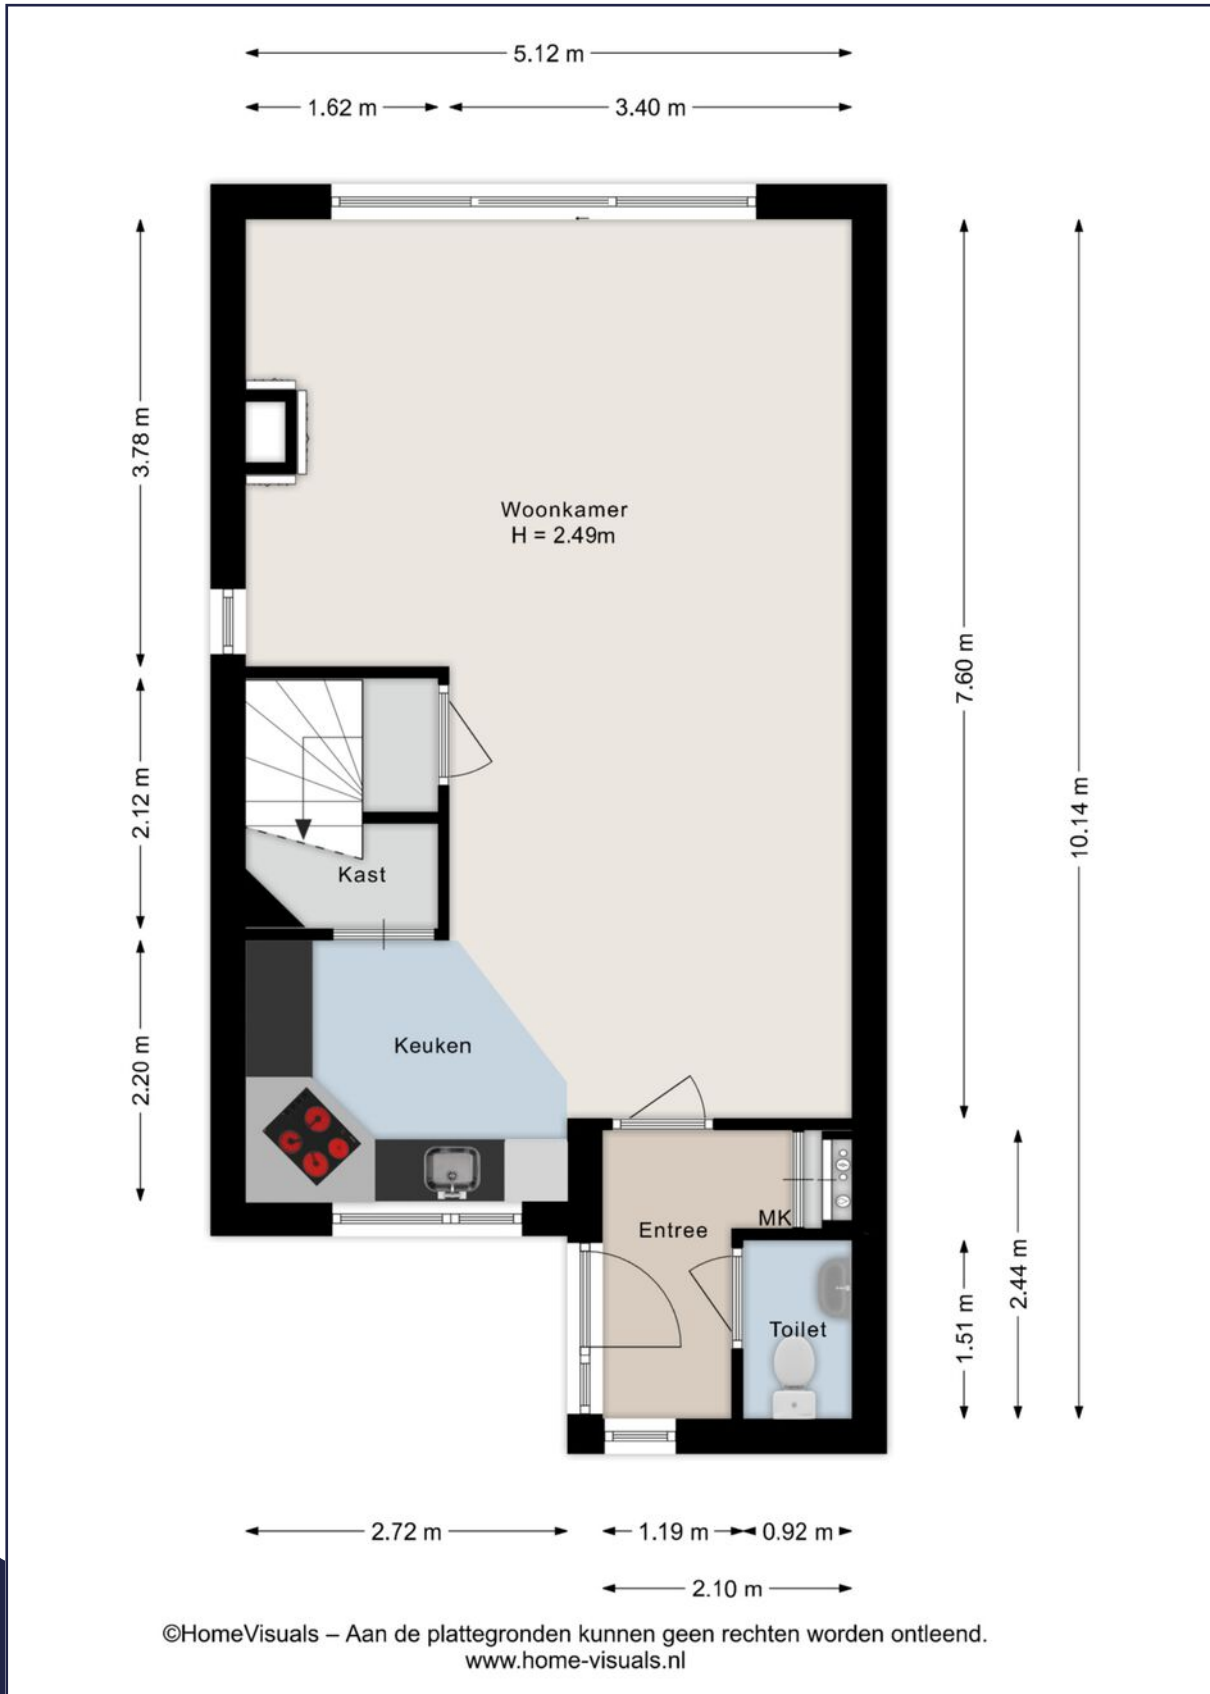 5.12 m
1.62 m
3.40 m
3.78 m
Woonkamer
H = 2.49m
7.60 m
2.12 m
10.14 m
Kast
Keuken
2.20 m
MK
Entree
2.44 m
1.51 m
Toilet
2.72 m
1.19 m
0.92 m
2.10 m
©HomeVisuals – Aan de plattegronden kunnen geen rechten worden ontleend.
www.home-visuals.nl